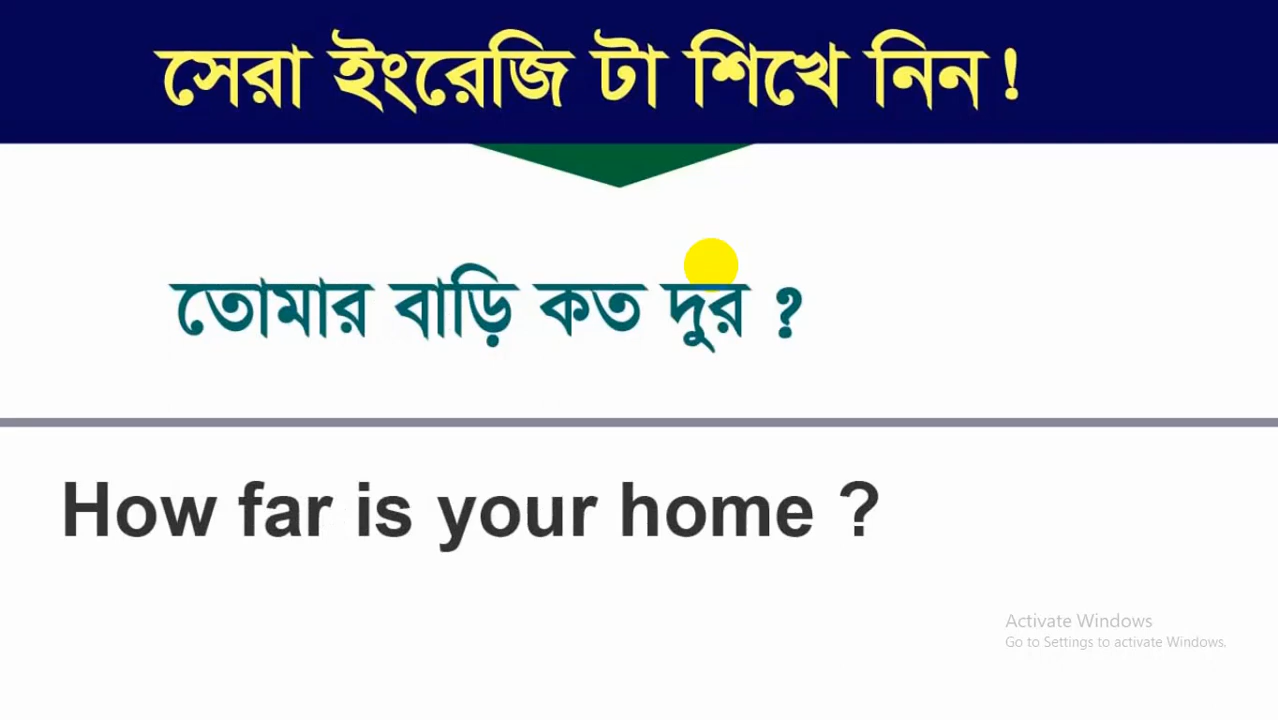 সেরা ইংরেজি টা শিখে নিন!
তোমার বাড়ি কত দুর ?
How far is your home ?
Activate Windows
Go to Settings to activate Windows.